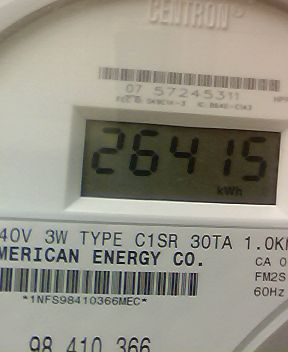 CENTRON®
07 57245311
26415
kWh
40V 3W TYPE C1SR 30TA 1.0K
MERICAN ENERGY CO.
CA 0
FM2S
60Hz
*1NFS98410366MEC*
98 410 366